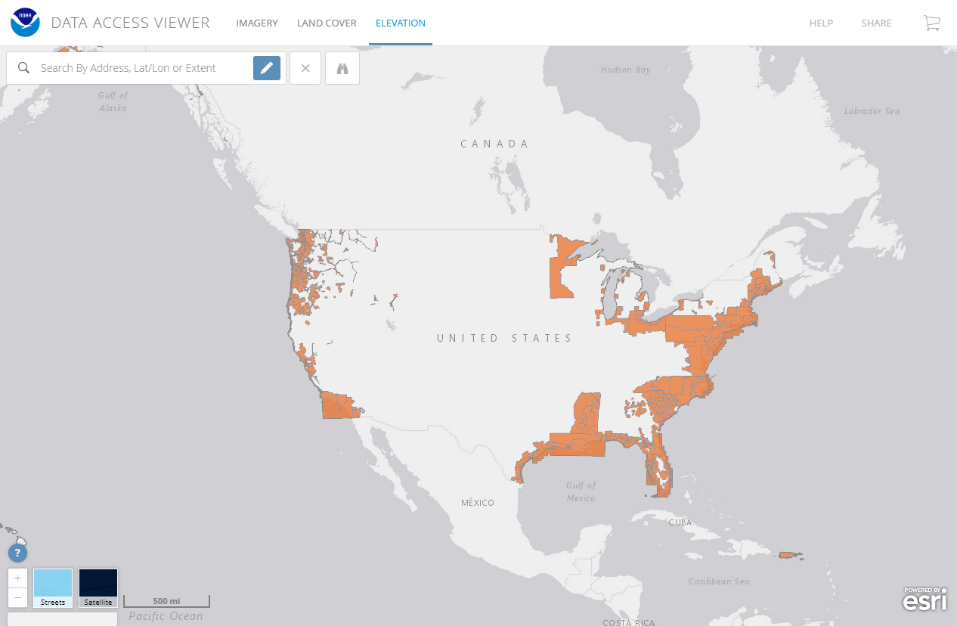 NOAA
DATA ACCESS VIEWER
IMAGERY
LAND COVER
ELEVATION
HELP
SHARE
Search By Address, Lat/Lon or Extent
Hudson Bay
Gulf of
Alaska
Labrador Sea
CANADA
UNITED STATES
Gulf of
Mexico
MÉXICO
CUBA
?
+
−
Streets
Satellite
500 mi
Caribbean Sea
Pacific Ocean
POWERED BY
esri
COSTA RICA